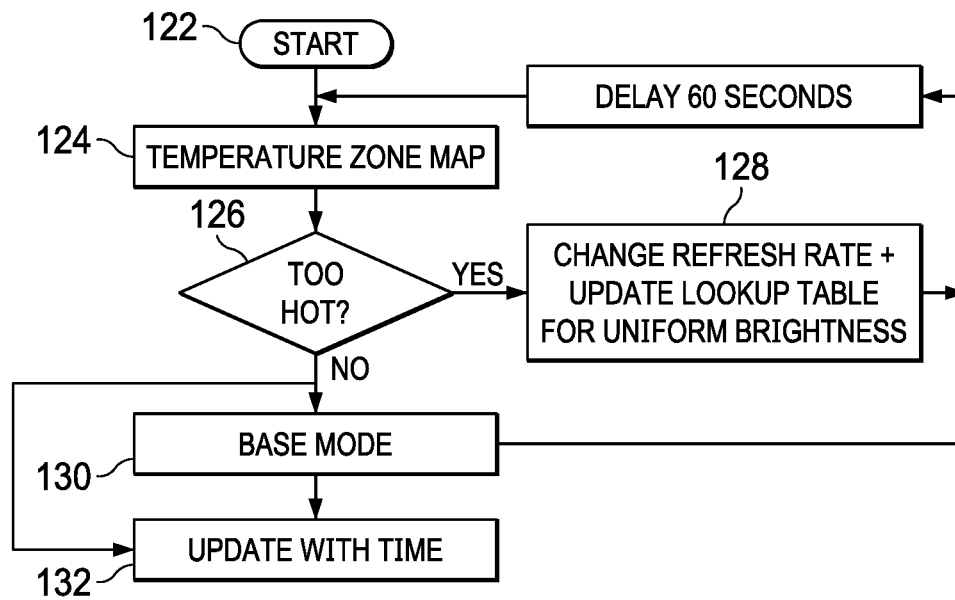 122
START
DELAY 60 SECONDS
124
TEMPERATURE ZONE MAP
126
128
TOO
HOT?
YES
CHANGE REFRESH RATE +
UPDATE LOOKUP TABLE
FOR UNIFORM BRIGHTNESS
NO
BASE MODE
130
UPDATE WITH TIME
132